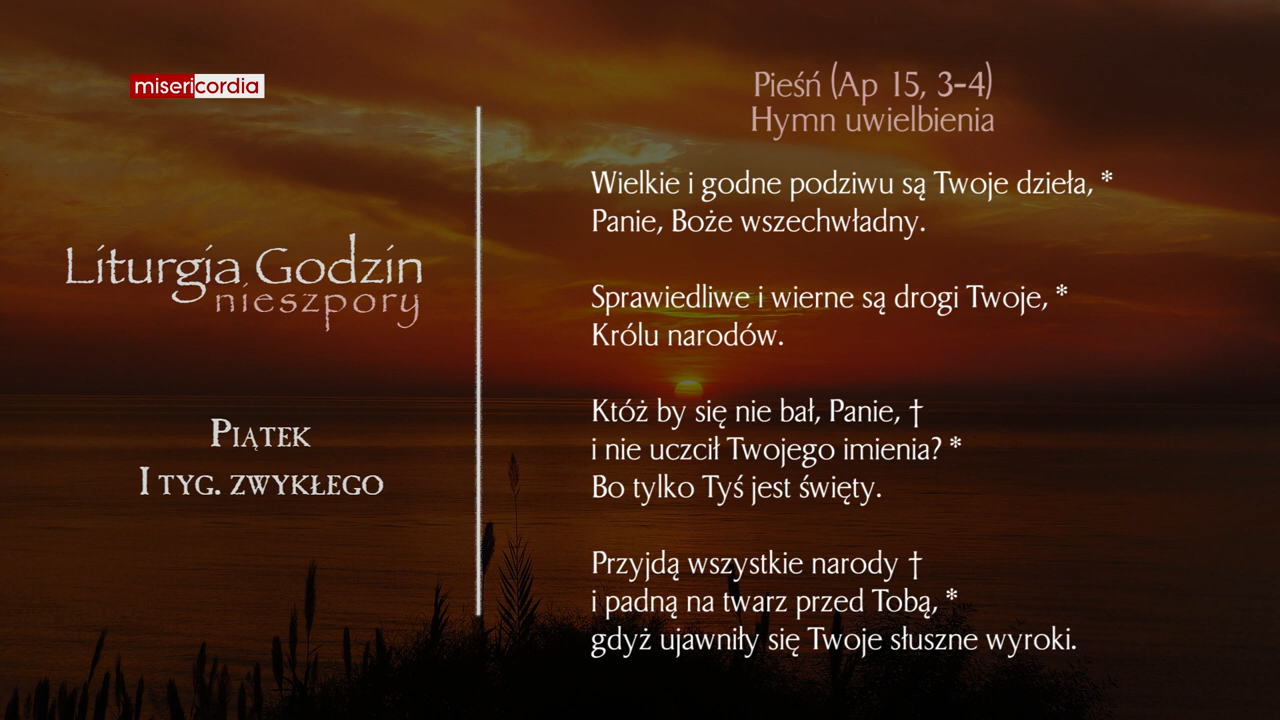 misericordia
Liturgia Godzin
nieszpory
Piątek
I tyg. zwykłego
Pieśń (Ap 15, 3-4)
Hymn uwielbienia
Wielkie i godne podziwu są Twoje dzieła, *
Panie, Boże wszechwładny.
Sprawiedliwe i wierne są drogi Twoje, *
Królu narodów.
Któż by się nie bał, Panie, †
i nie uczcił Twojego imienia? *
Bo tylko Tyś jest święty.
Przyjdą wszystkie narody †
i padną na twarz przed Tobą, *
gdyż ujawniły się Twoje słuszne wyroki.